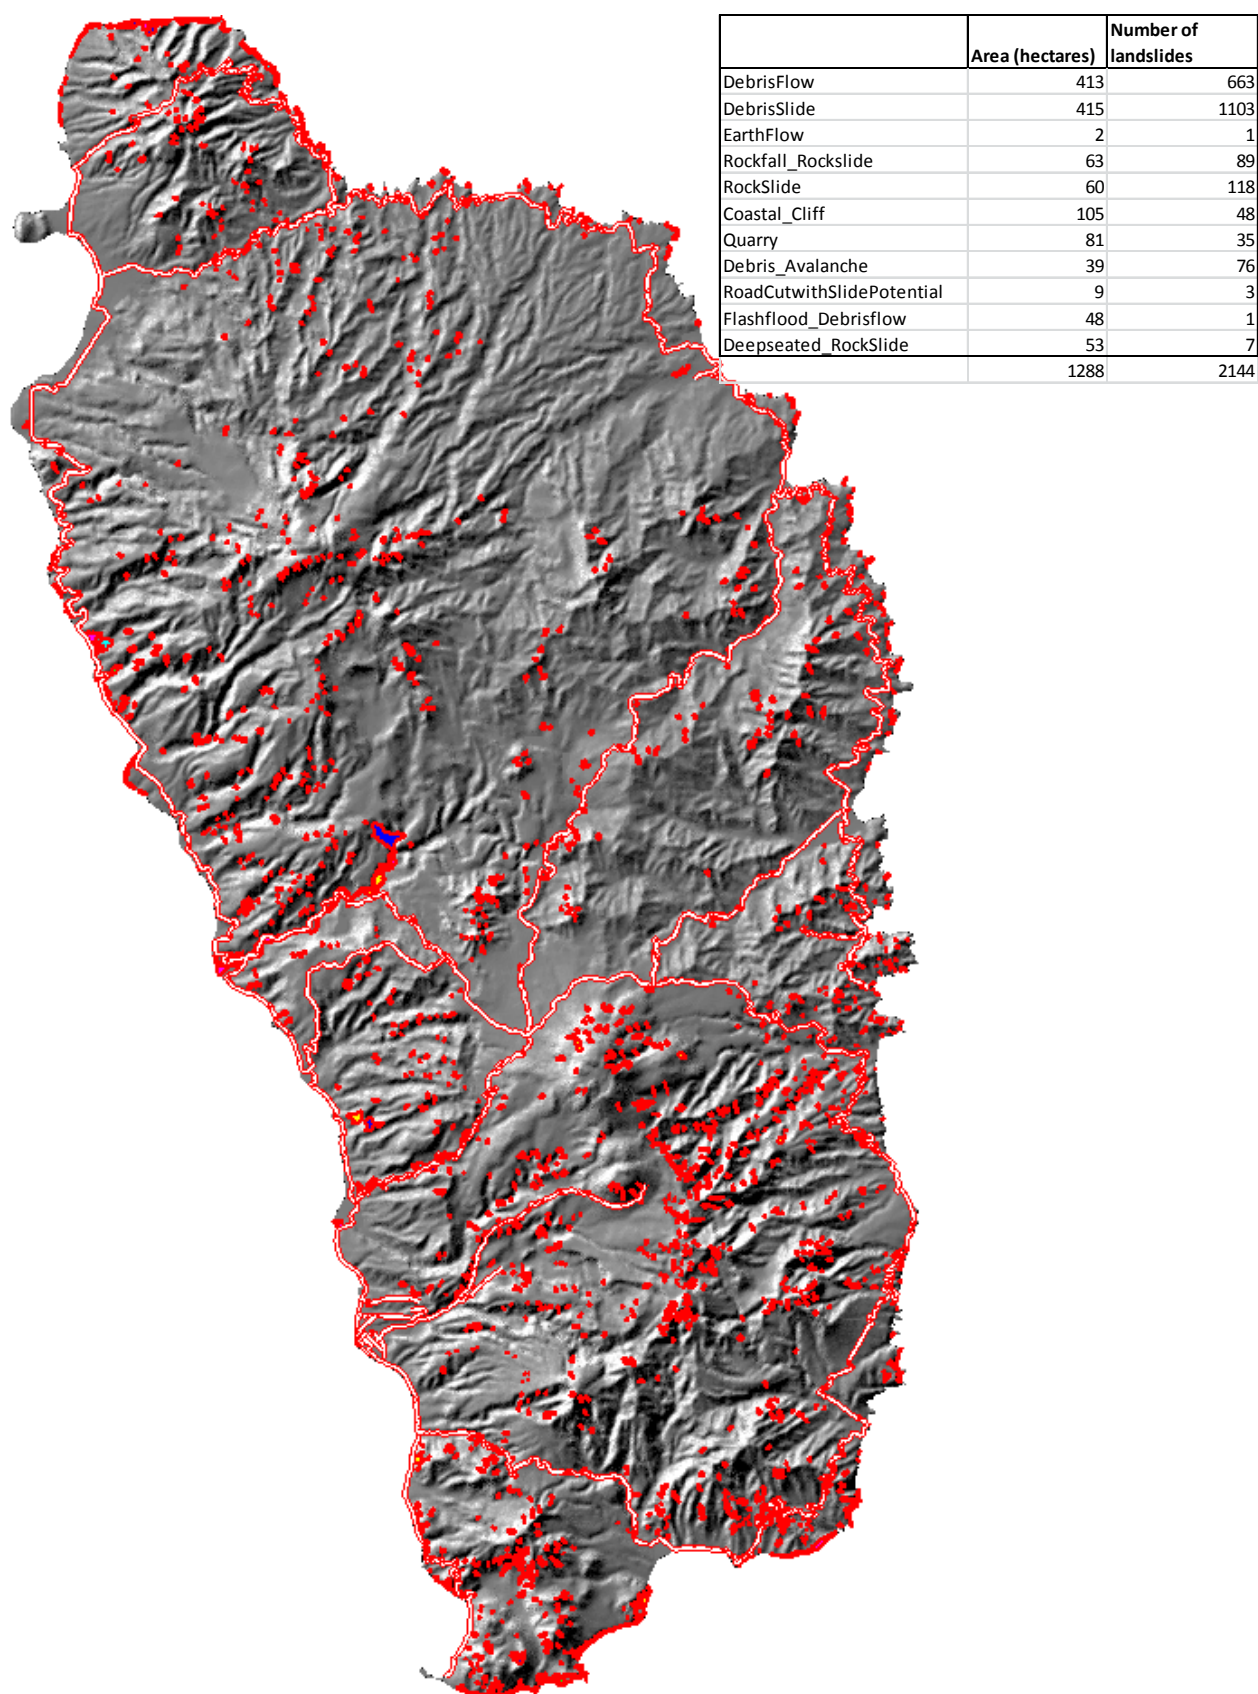 Area (hectares) Number of landslides
DebrisFlow 413 663
DebrisSlide 415 1103
EarthFlow 2 1
Rockfall_Rockslide 63 89
RockSlide 60 118
Coastal_Cliff 105 48
Quarry 81 35
Debris_Avalanche 39 76
RoadCutwithSlidePotential 9 3
Flashflood_Debrisflow 48 1
Deepseated_RockSlide 53 7
1288 2144